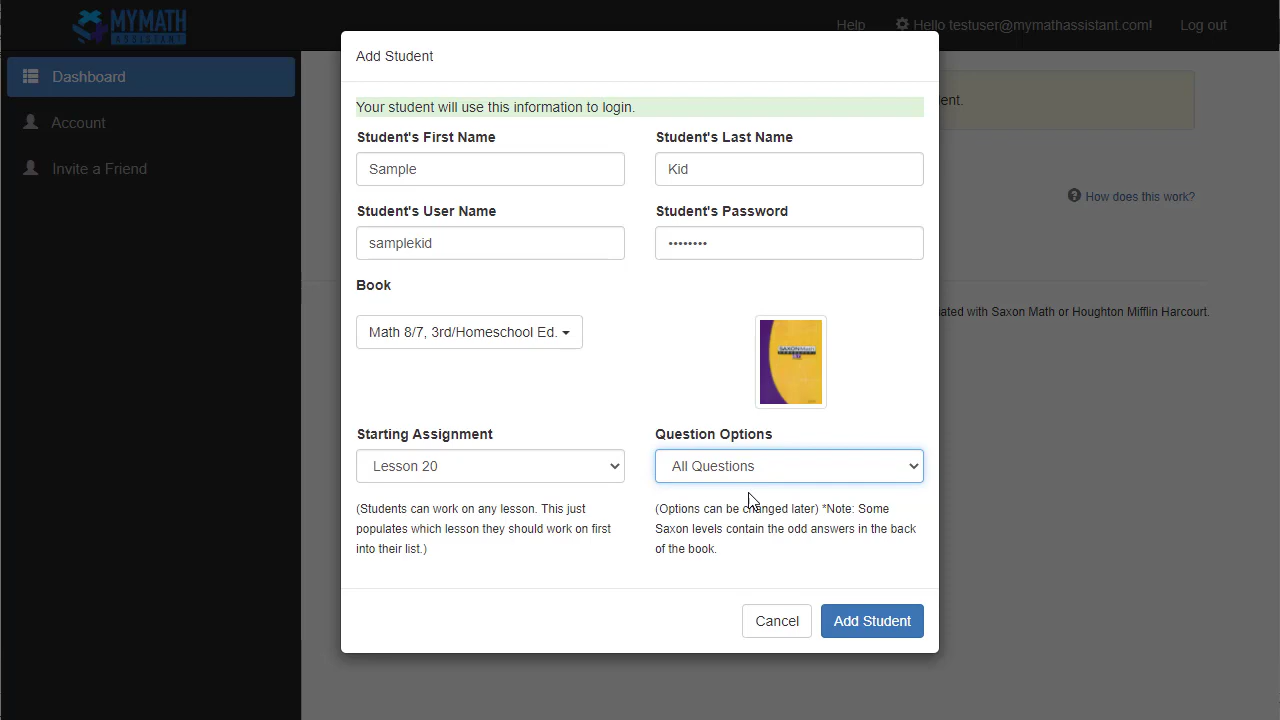 MYMATH
ASSISTANT
Help
Hello testuser@mymathassistant.com!
Log out
Dashboard
Account
Invite a Friend
Add Student
Your student will use this information to login.
Student's First Name
Student's Last Name
Sample
Kid
Student's User Name
Student's Password
samplekid
••••••••
Book
Math 8/7, 3rd/Homeschool Ed.
SAXON Math
Starting Assignment
Question Options
Lesson 20
All Questions
(Students can work on any lesson. This just
populates which lesson they should work on first
into their list.)
(Options can be changed later) *Note: Some
Saxon levels contain the odd answers in the back
of the book.
Cancel
Add Student
ent.
How does this work?
ated with Saxon Math or Houghton Mifflin Harcourt.